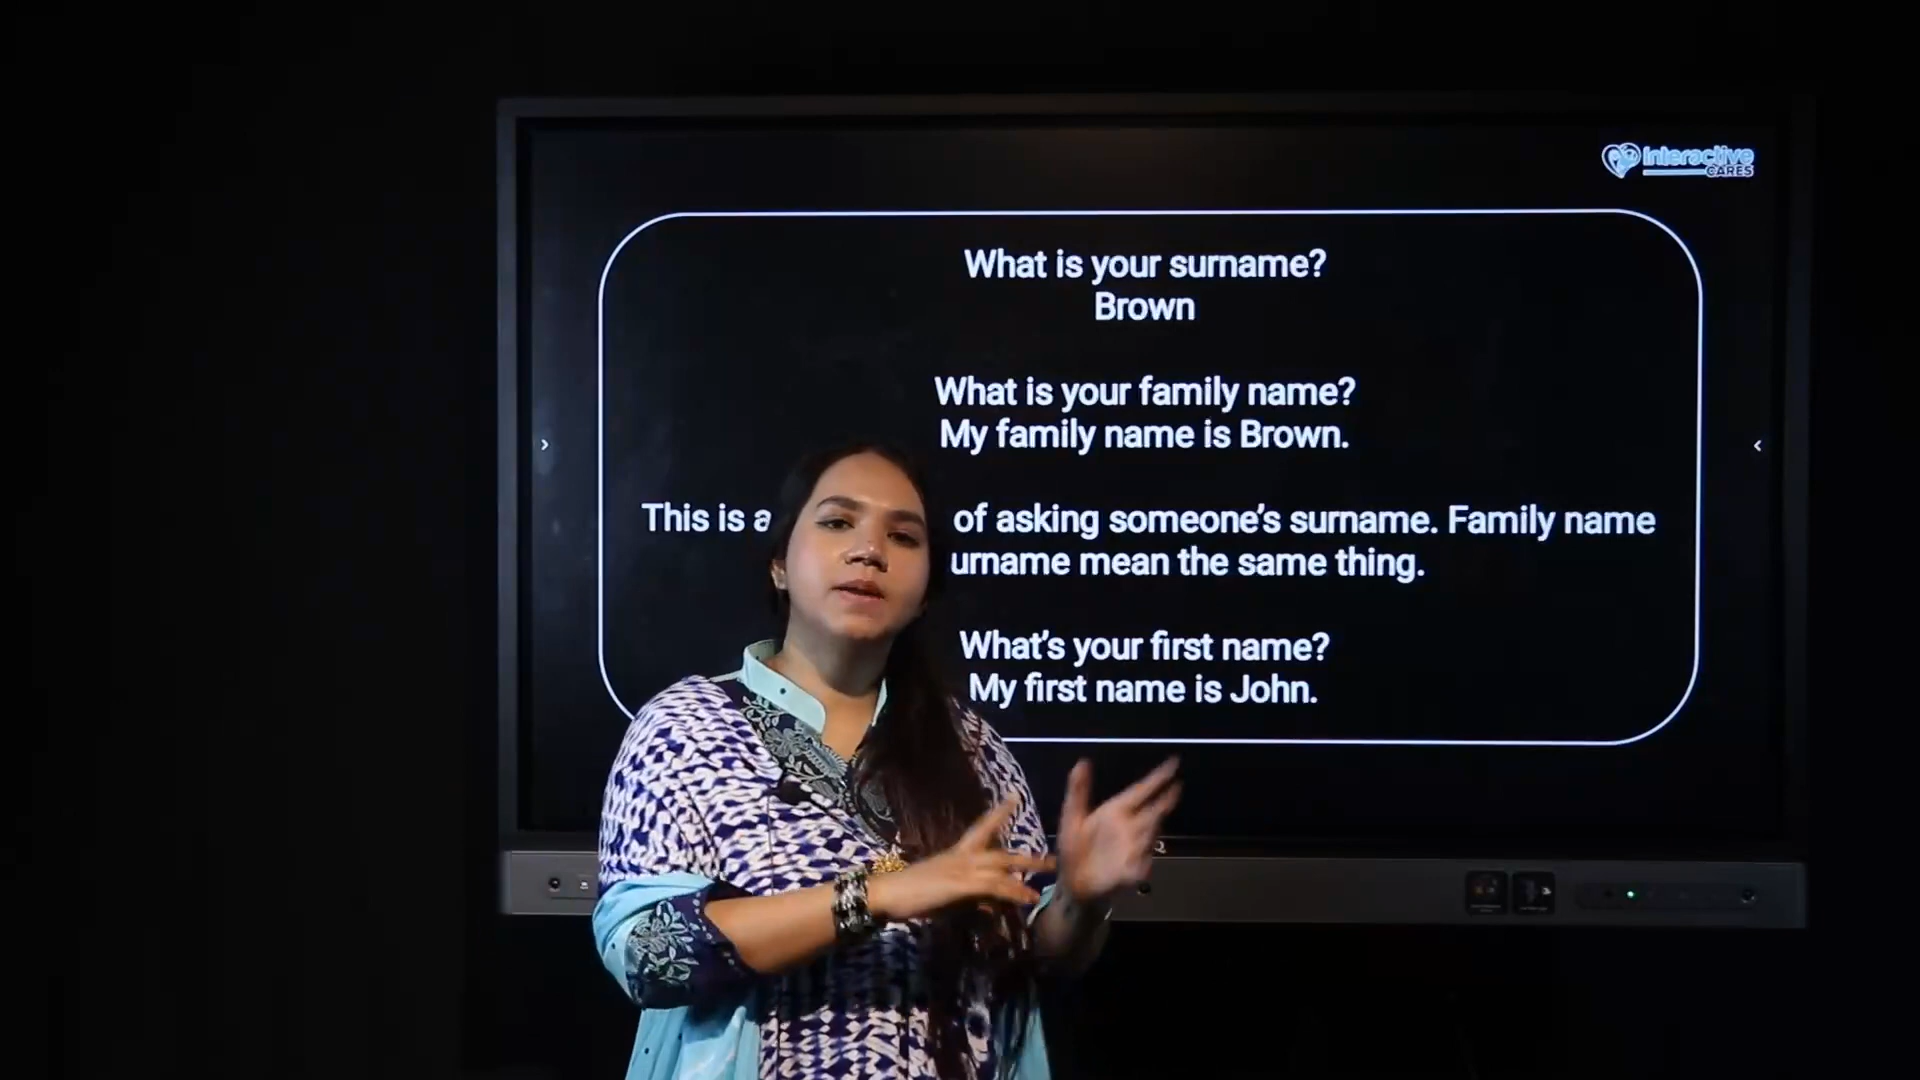 interactive
CARES
What is your surname?
Brown
What is your family name?
My family name is Brown.
This is a of asking someone's surname. Family name
urname mean the same thing.
What's your first name?
My first name is John.